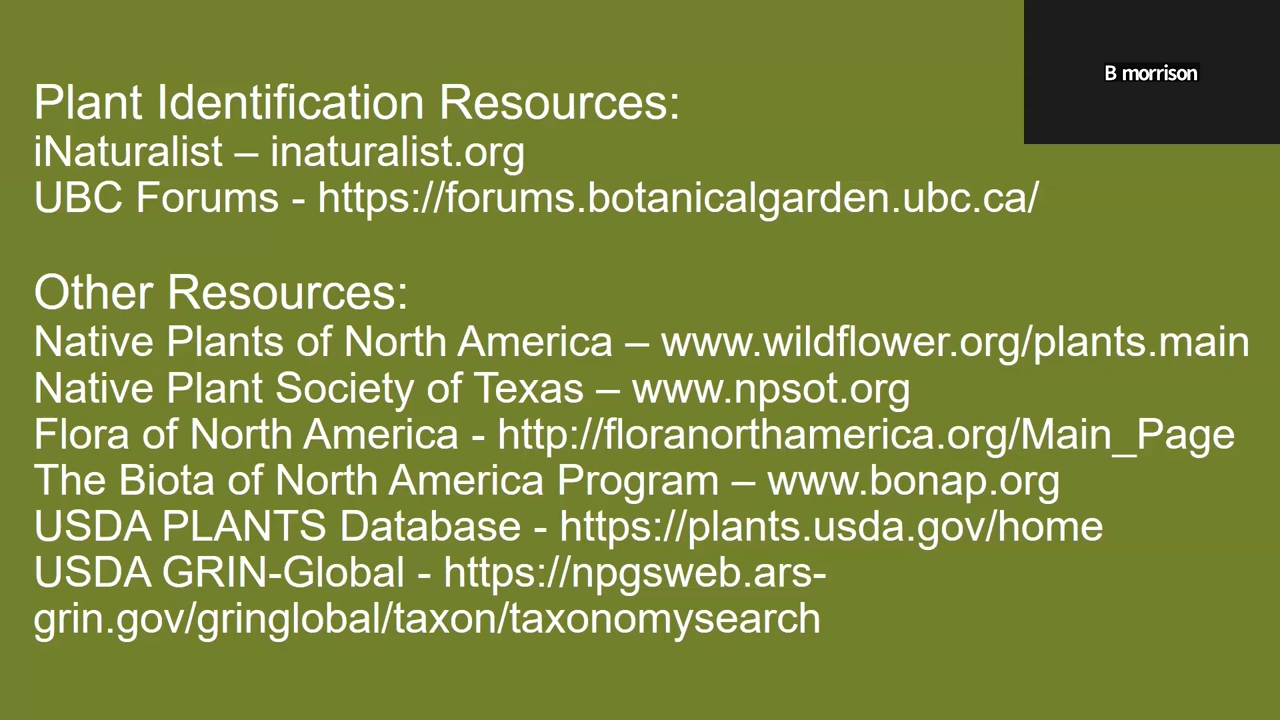 B morrison
Plant Identification Resources:
iNaturalist – inaturalist.org
UBC Forums - https://forums.botanicalgarden.ubc.ca/
Other Resources:
Native Plants of North America – www.wildflower.org/plants.main
Native Plant Society of Texas – www.npsot.org
Flora of North America - http://floranorthamerica.org/Main_Page
The Biota of North America Program – www.bonap.org
USDA PLANTS Database - https://plants.usda.gov/home
USDA GRIN-Global - https://npgsweb.ars-
grin.gov/gringlobal/taxon/taxonomysearch